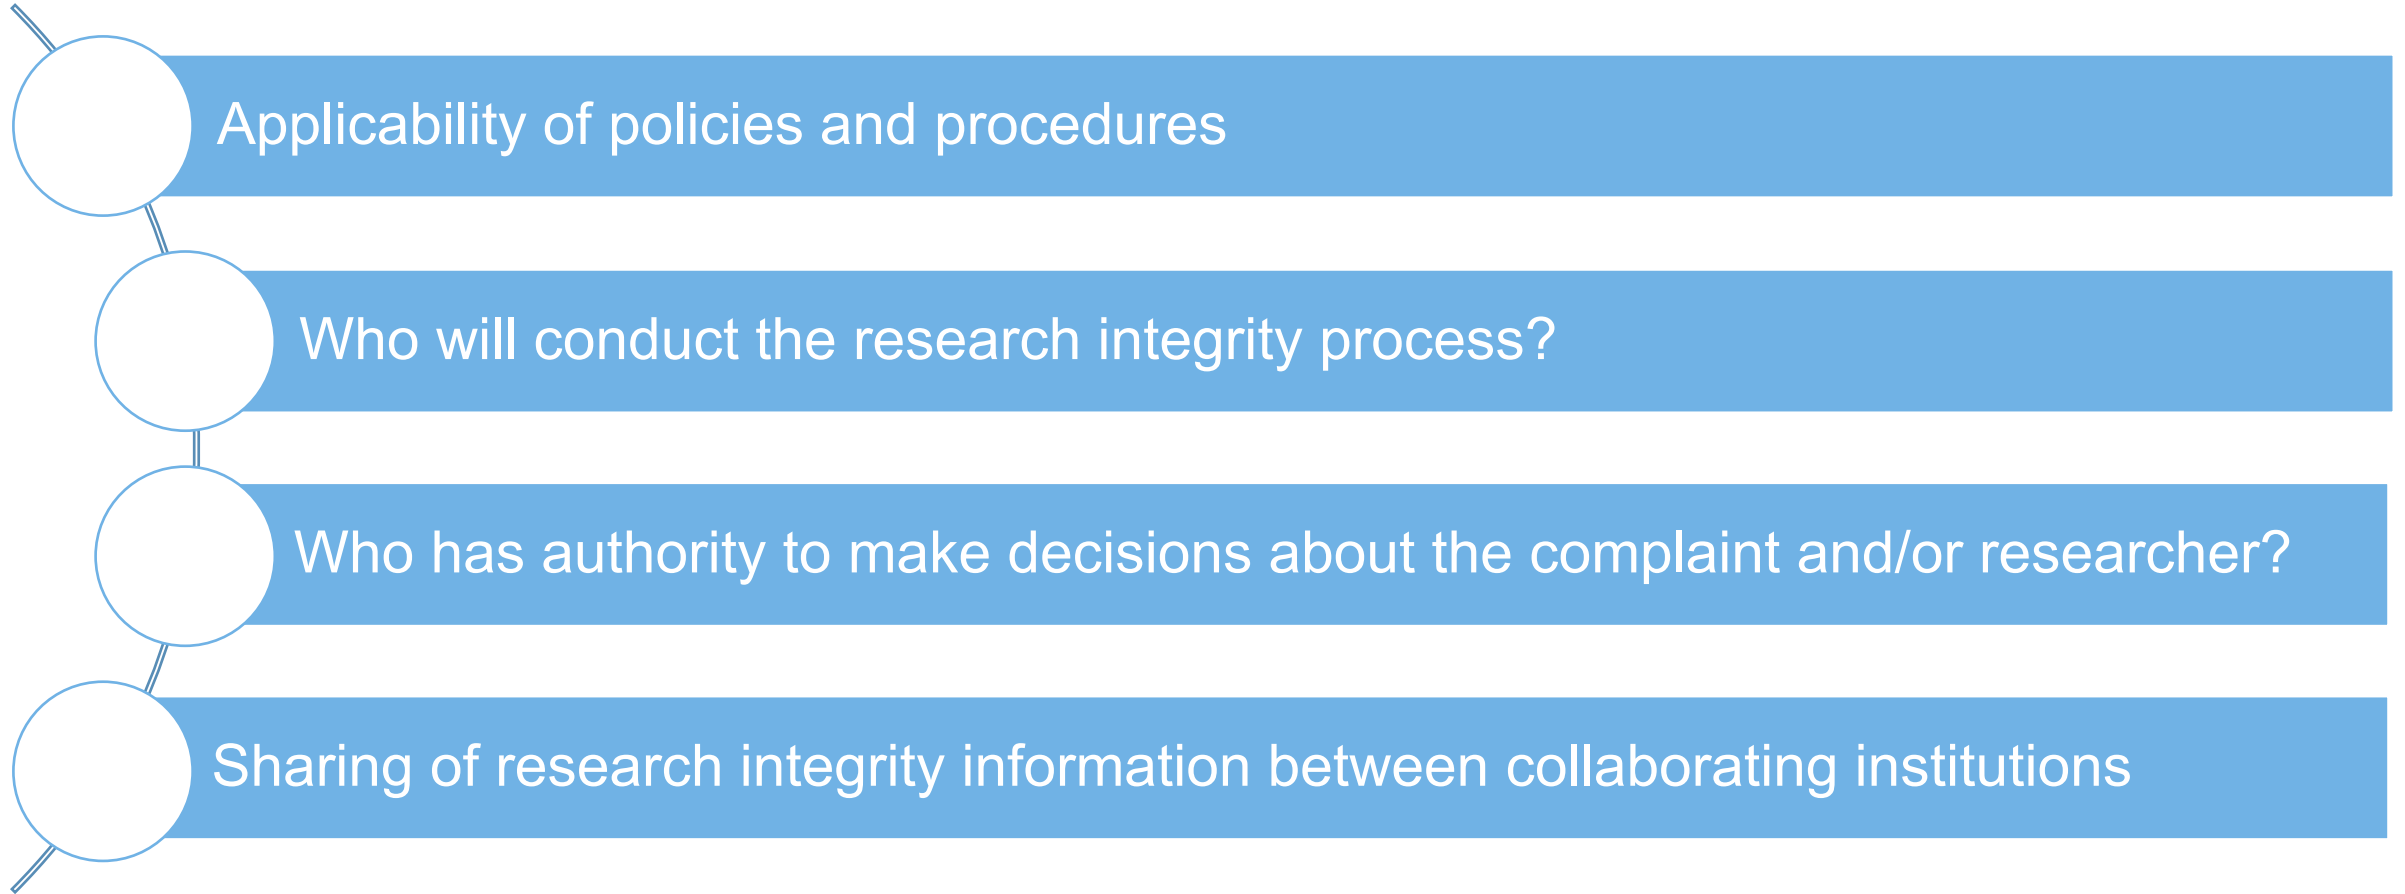 Applicability of policies and procedures
Who will conduct the research integrity process?
Who has authority to make decisions about the complaint and/or researcher?
Sharing of research integrity information between collaborating institutions